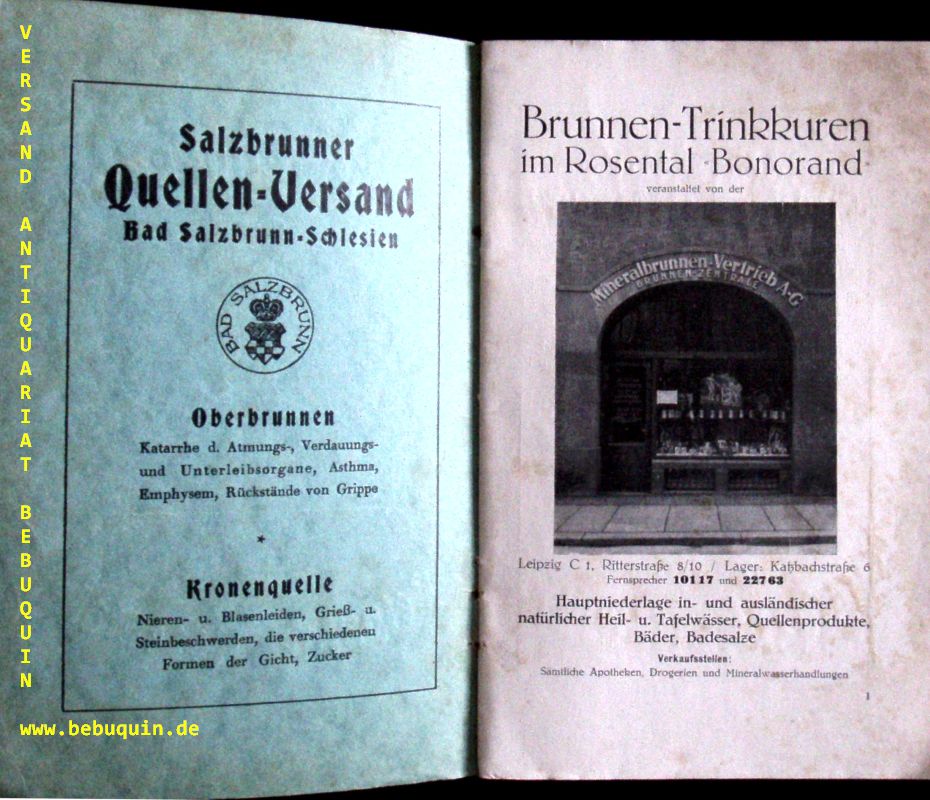 VERSAND ANTIQUARIAT BEBUQUIN
www.bebuquin.de
Salzbrunner
Quellen-Versand
Bad Salzbrunn-Schlesien
BAD SALZBRUNN
Oberbrunnen
Katarrhe d. Atmungs-, Verdauungs-
und Unterleibsorgane, Asthma,
Emphysem, Rückstände von Grippe
*
Kronenquelle
Nieren- u. Blasenleiden, Grieß- u.
Steinbeschwerden, die verschiedenen
Formen der Gicht, Zucker
Brunnen-Trinkkuren
im Rosental "Bonorand"
veranstaltet von der
Mineralbrunnen-Vertrieb A-G
BRUNNEN-ZENTRALE
Leipzig C 1, Ritterstraße 8/10 / Lager: Katzbachstraße 6
Fernsprecher 10117 und 22763
Hauptniederlage in- und ausländischer
natürlicher Heil- u. Tafelwässer, Quellenprodukte,
Bäder, Badesalze
Verkaufsstellen:
Sämtliche Apotheken, Drogerien und Mineralwasserhandlungen
1